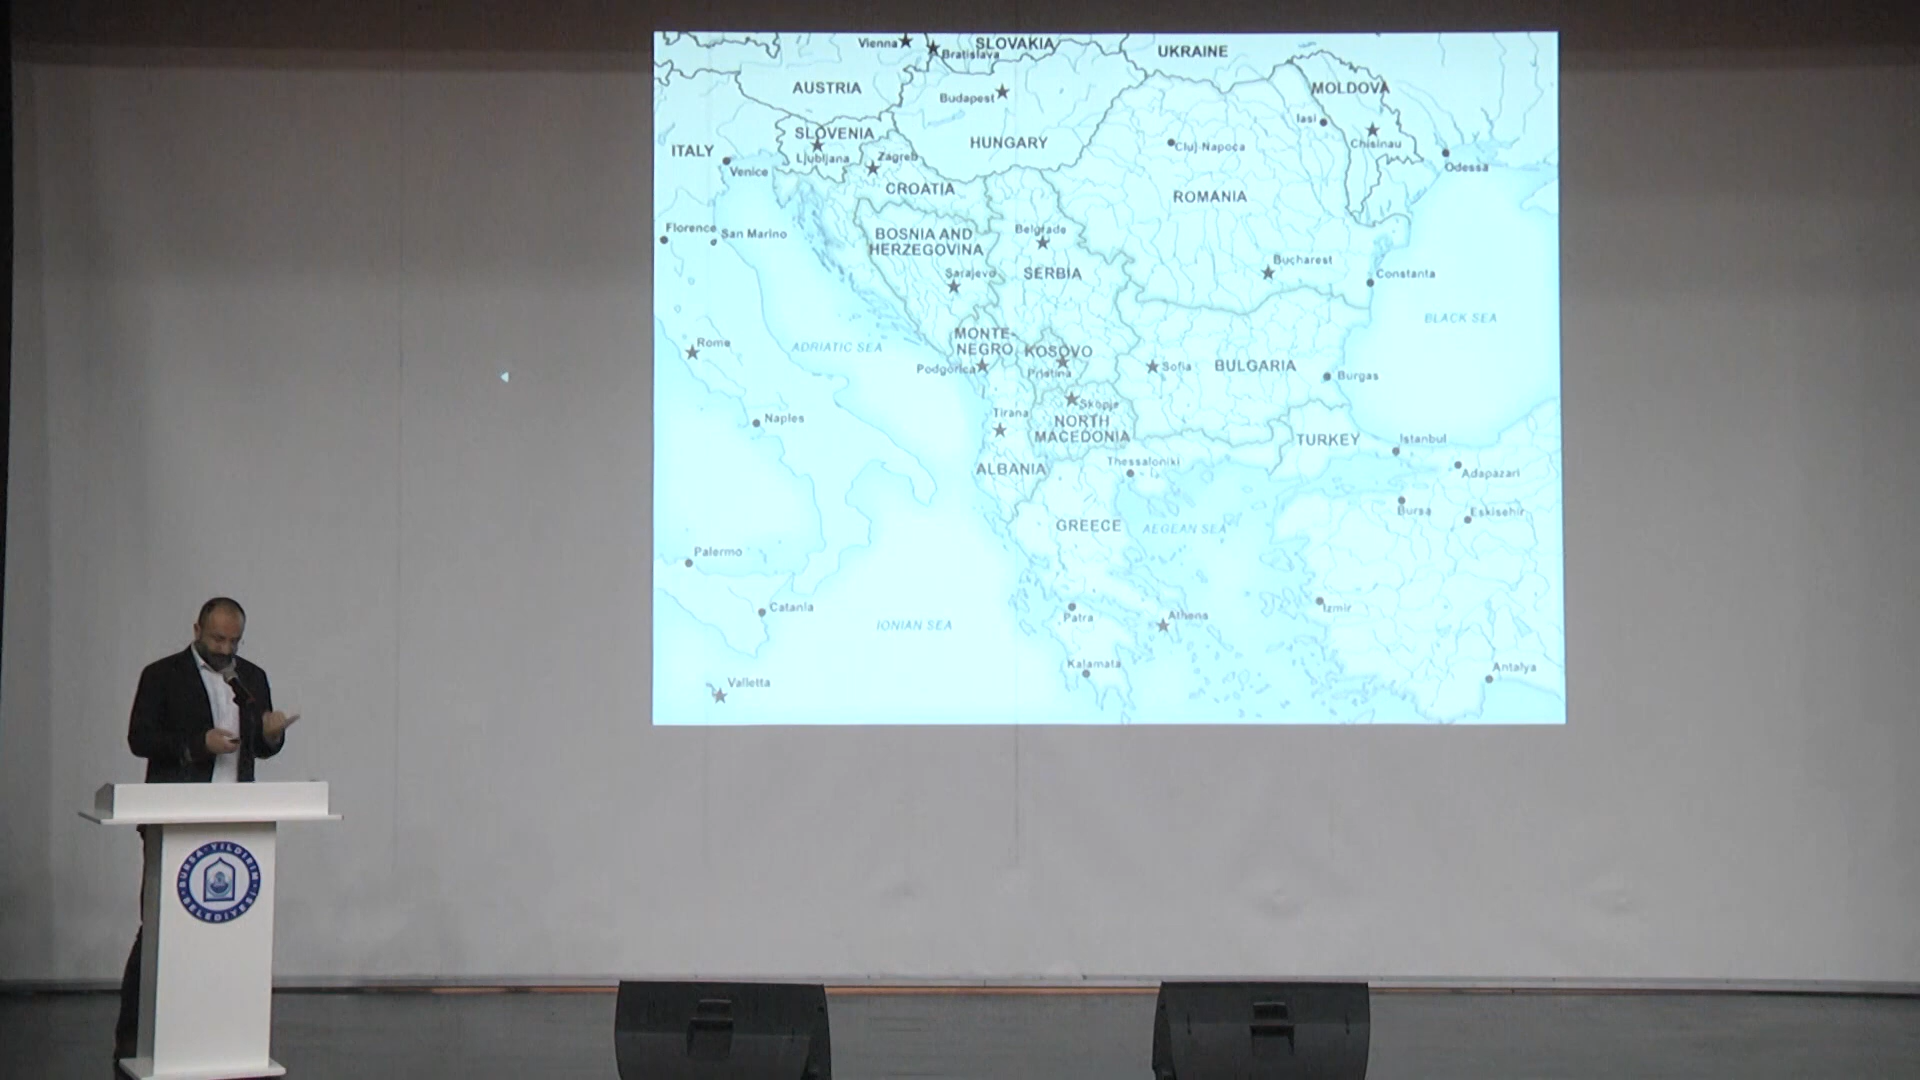 Vienna
Bratislava
SLOVAKIA
UKRAINE
AUSTRIA
Budapest
MOLDOVA
Iasi
Chisinau
SLOVENIA
Ljubljana
Zagreb
HUNGARY
Cluj-Napoca
Odessa
ITALY
Venice
CROATIA
ROMANIA
Florence
San Marino
BOSNIA AND
HERZEGOVINA
Sarajevo
Belgrade
SERBIA
Bucharest
Constanta
BLACK SEA
Rome
ADRIATIC SEA
MONTE-
NEGRO
Podgorica
KOSOVO
Pristina
Sofia
BULGARIA
Burgas
Naples
Tirana
Skopje
NORTH
MACEDONIA
ALBANIA
Thessaloniki
TURKEY
Istanbul
Adapazari
Bursa
Eskisehir
GREECE
AEGEAN SEA
Palermo
Catania
IONIAN SEA
Patra
Athens
Izmir
Kalamata
Antalya
Valletta
BURSA · YILDIRIM
BELEDİYESİ